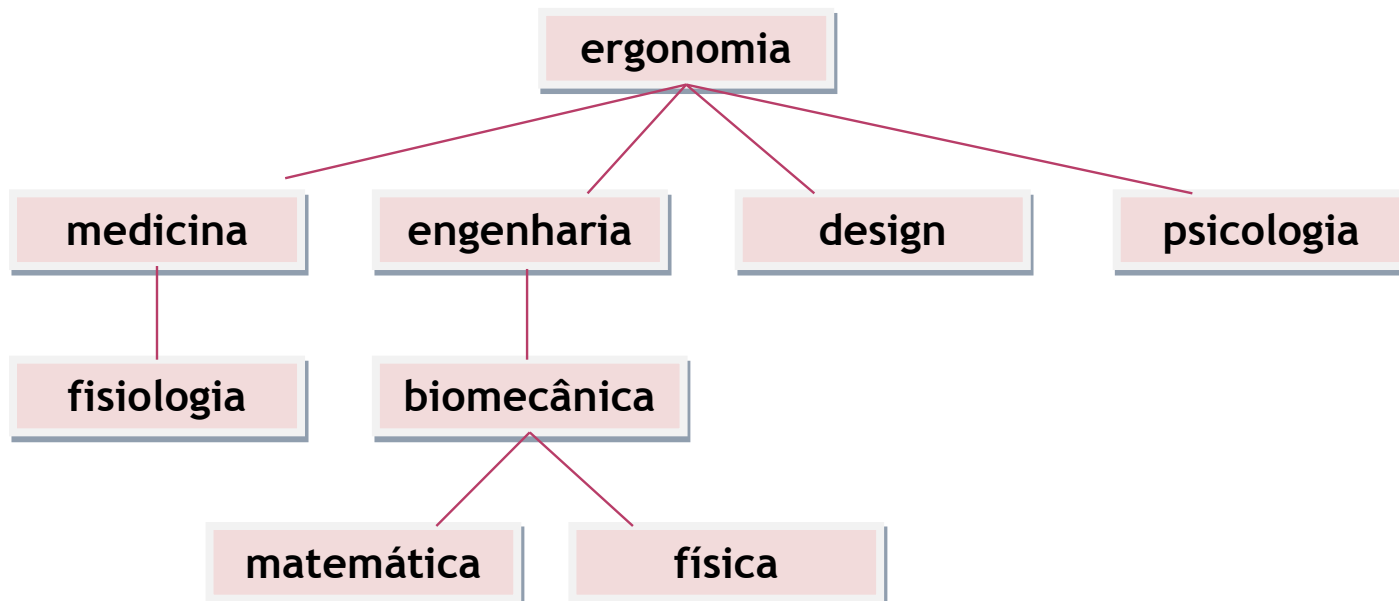 ergonomia
medicina
engenharia
design
psicologia
fisiologia
biomecânica
matemática
física